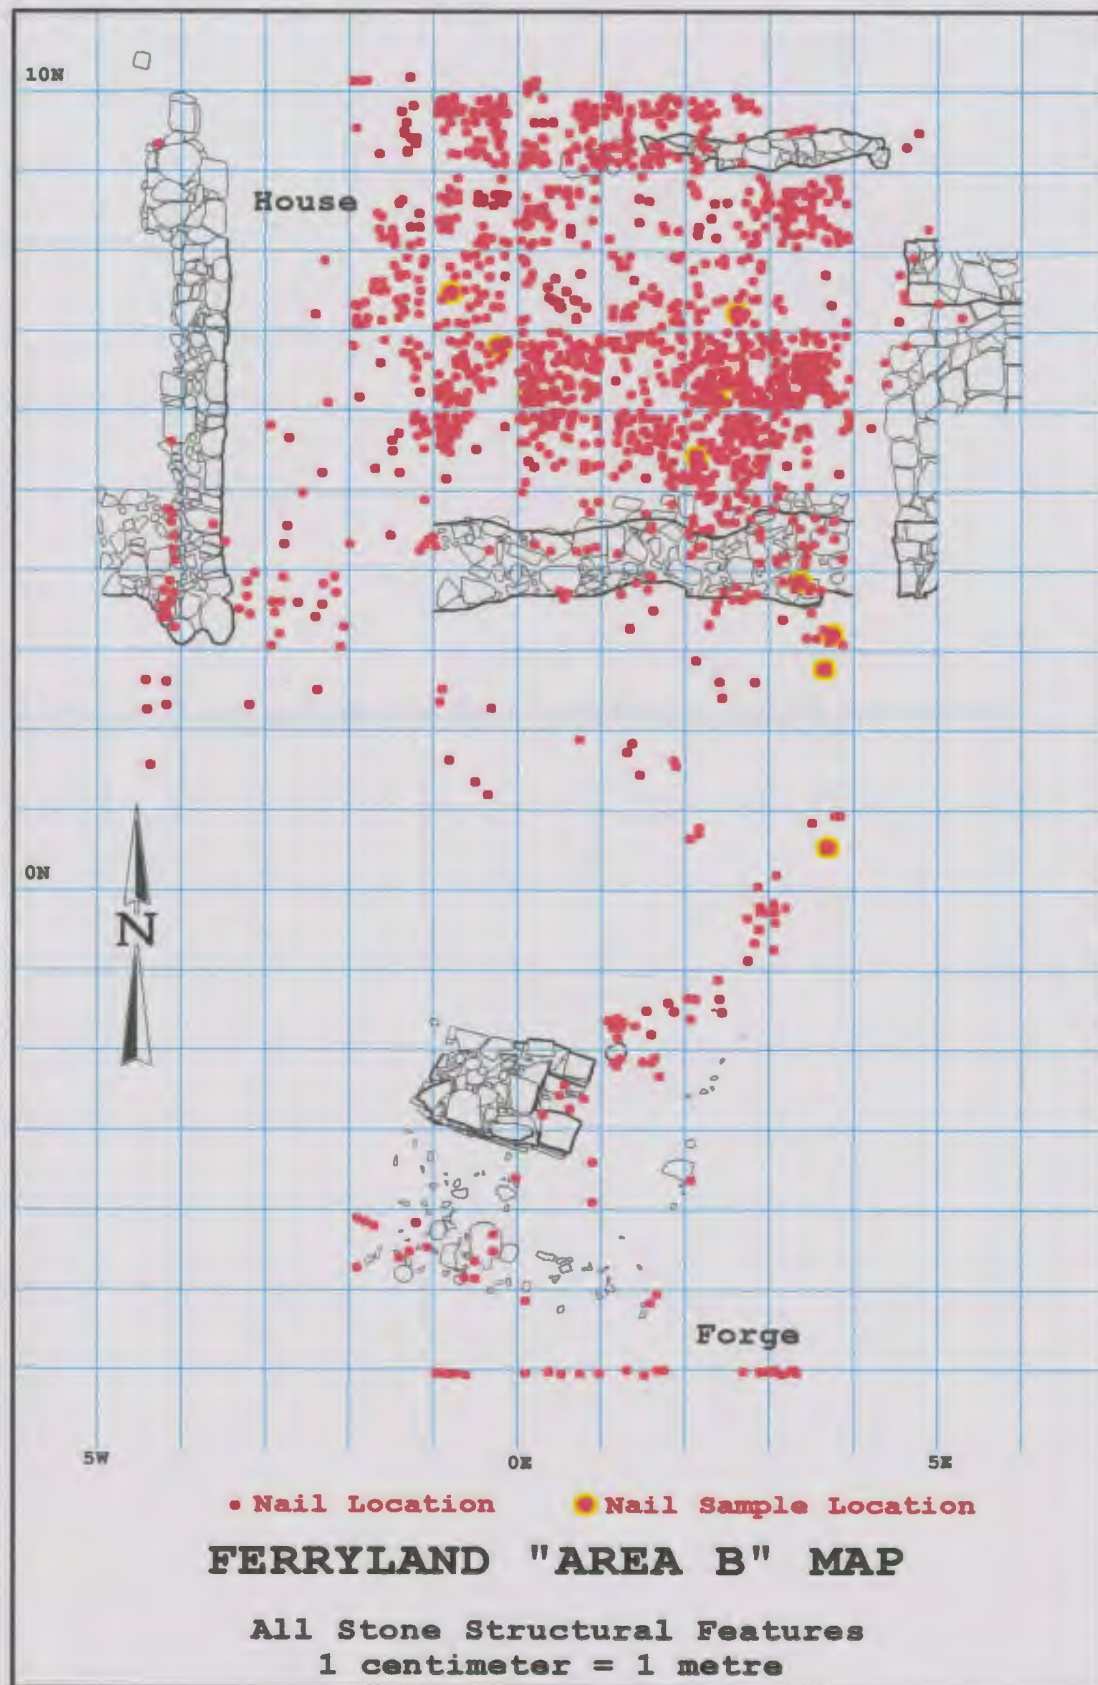 10N
House
N
0N
Forge
5W 0E 5E
Nail Location Nail Sample Location
FERRYLAND "AREA B" MAP
All Stone Structural Features
1 centimeter = 1 metre